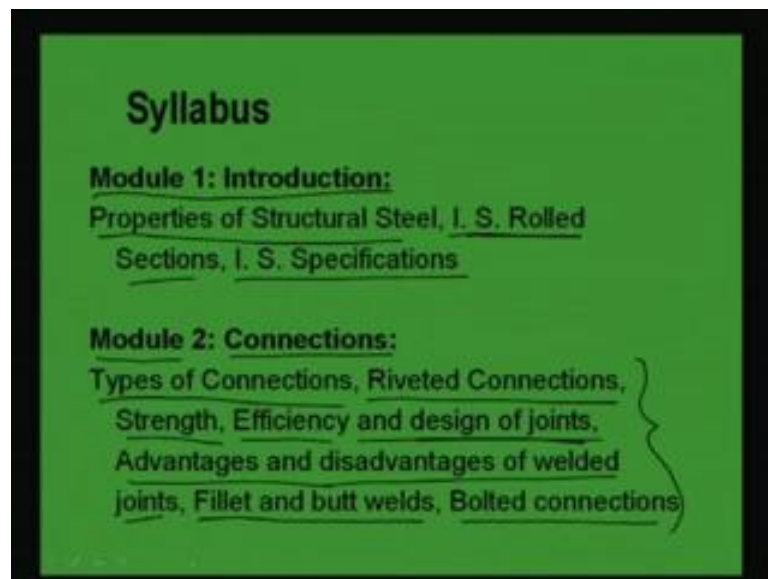 Syllabus
Module 1: Introduction:
Properties of Structural Steel, I. S. Rolled
Sections, I. S. Specifications
Module 2: Connections:
Types of Connections, Riveted Connections,
Strength, Efficiency and design of joints,
Advantages and disadvantages of welded
joints, Fillet and butt welds, Bolted connections